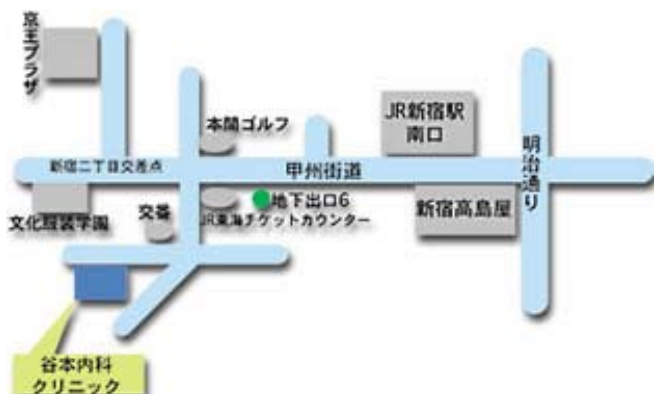 京王プラザ
本間ゴルフ
JR新宿駅
南口
明治通り
新宿二丁目交差点
甲州街道
文化服装学園
交番
地下出口6
JR東海チケットカウンター
新宿高島屋
谷本内科
クリニック